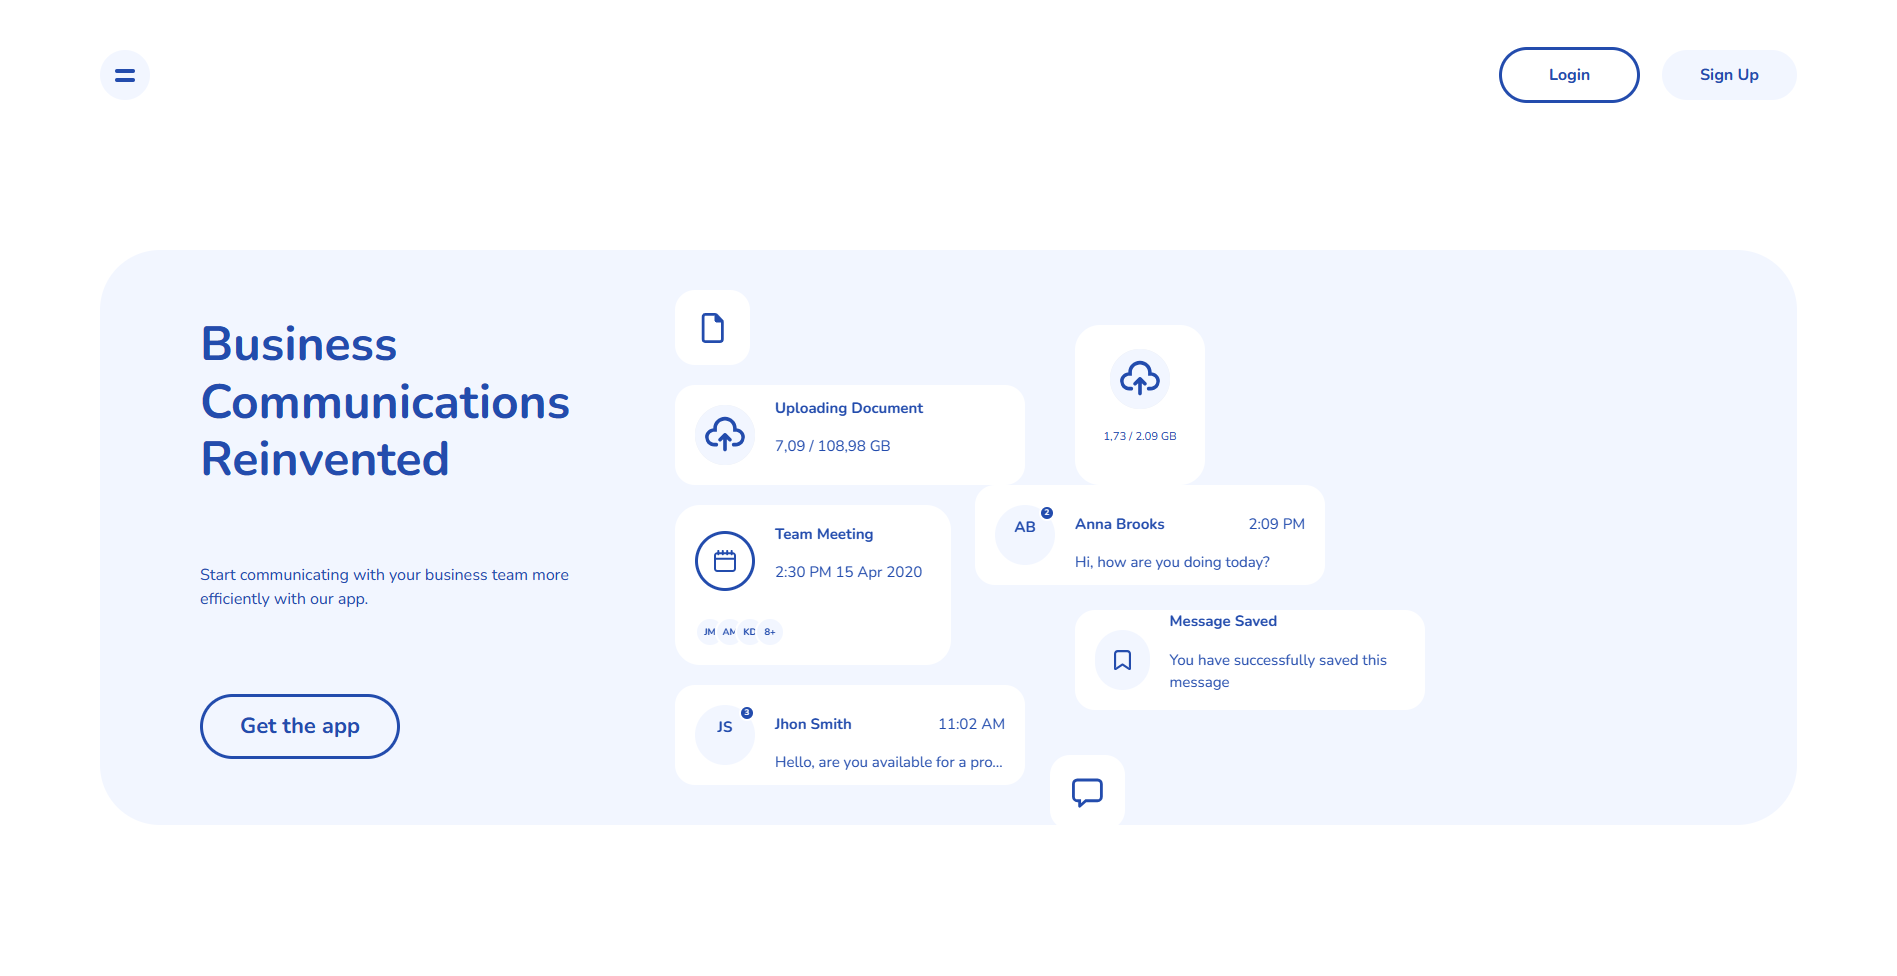 Login
Sign Up
Business
Communications
Reinvented
Start communicating with your business team more
efficiently with our app.
Get the app
Uploading Document
7,09 / 108,98 GB
1,73 / 2.09 GB
Team Meeting
2:30 PM 15 Apr 2020
JM AM KD 8+
AB 2
Anna Brooks 2:09 PM
Hi, how are you doing today?
Message Saved
You have successfully saved this
message
JS 3
Jhon Smith 11:02 AM
Hello, are you available for a pro...